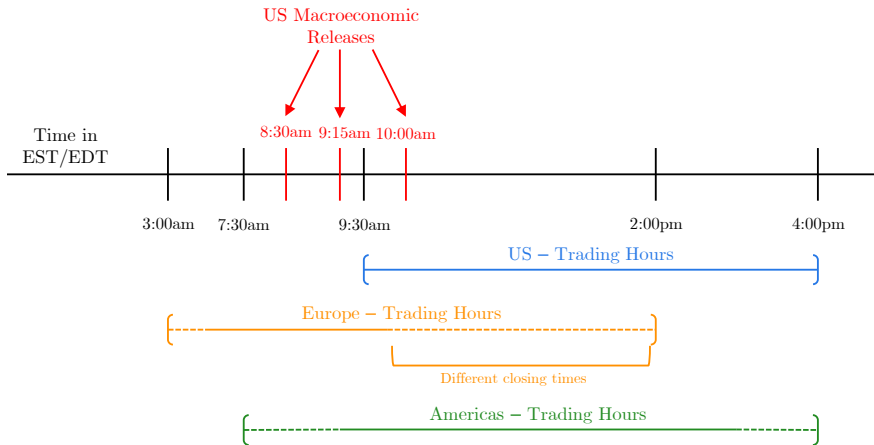 US Macroeconomic
Releases
8:30am
9:15am
10:00am
Time in
EST/EDT
3:00am
7:30am
9:30am
2:00pm
4:00pm
US – Trading Hours
Europe – Trading Hours
Different closing times
Americas – Trading Hours